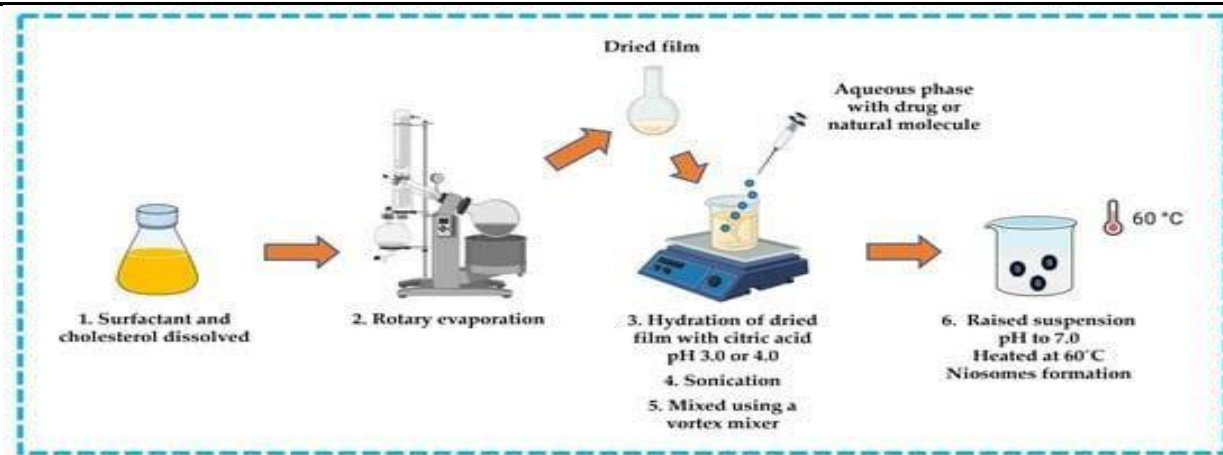 Dried film
Aqueous phase
with drug or
natural molecule
60 °C
1. Surfactant and
cholesterol dissolved
2. Rotary evaporation
3. Hydration of dried
film with citric acid
pH 3.0 or 4.0
4. Sonication
5. Mixed using a
vortex mixer
6. Raised suspension
pH to 7.0
Heated at 60°C
Niosomes formation